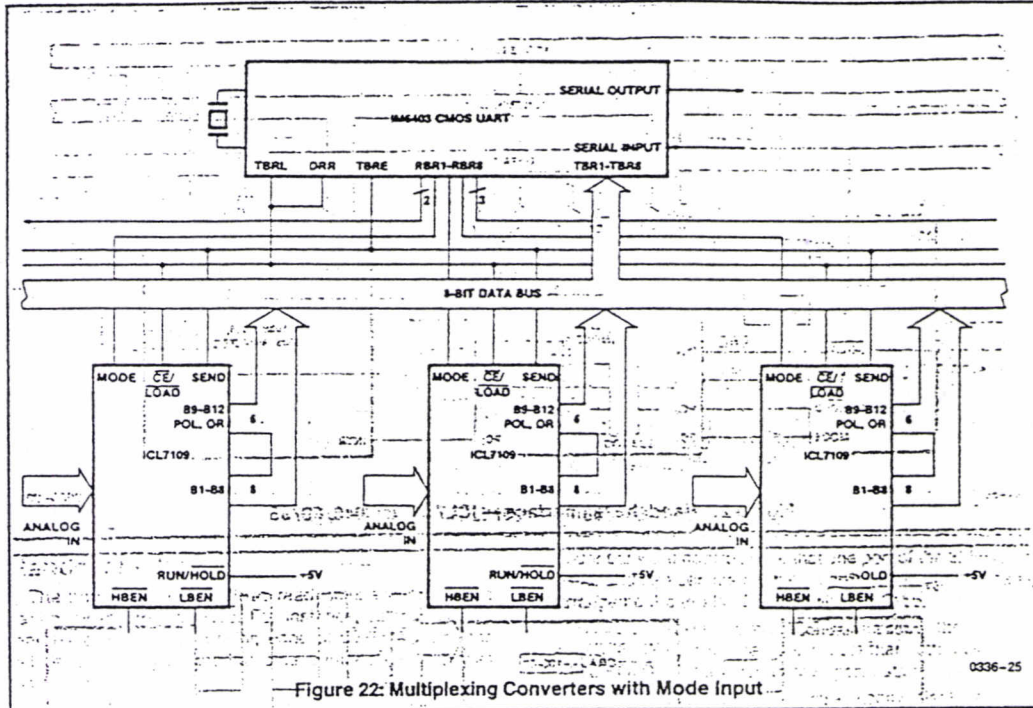 SERIAL OUTPUT
IM6403 CMOS UART
SERIAL INPUT
TBRL DRR TBRE RBR1-RBR8 TBR1-TBR8
2 3
8-BIT DATA BUS
MODE CE/ SEND MODE CE/ SEND MODE CE/ SEND
LOAD LOAD LOAD
B9-B12 B9-B12 B9-B12
POL, OR 6 POL, OR 6 POL, OR 6
ICL7109 ICL7109 ICL7109
B1-B8 8 B1-B8 8 B1-B8 8
ANALOG ANALOG ANALOG
IN IN IN
RUN/HOLD +5V RUN/HOLD +5V HOLD +5V
HBEN LBEN HBEN LBEN HBEN LBEN
0336-25
Figure 22: Multiplexing Converters with Mode Input